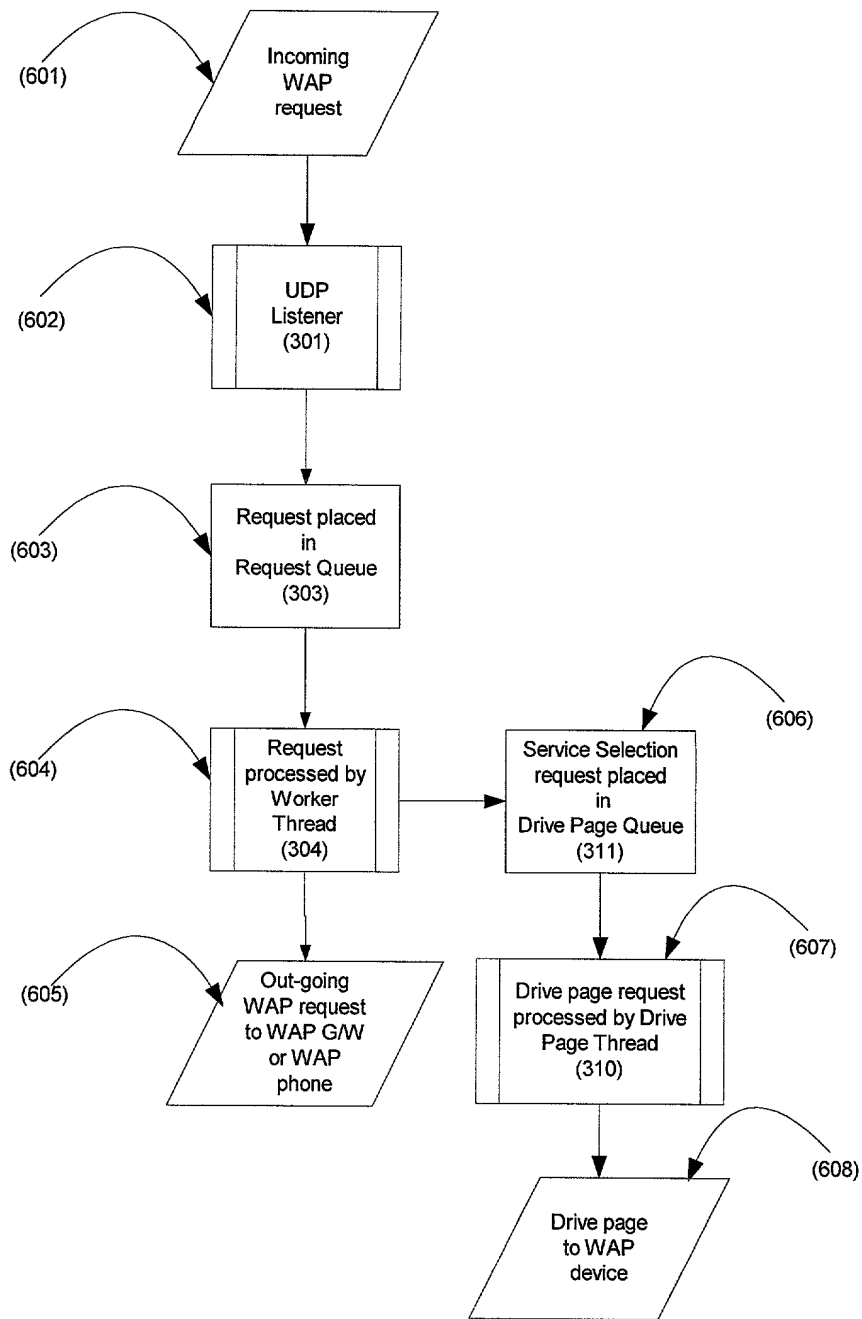 Incoming
WAP
request
(601)
UDP
Listener
(301)
(602)
Request placed
in
Request Queue
(303)
(603)
Request
processed by
Worker
Thread
(304)
(604)
Service Selection
request placed
in
Drive Page Queue
(311)
(606)
Out-going
WAP request
to WAP G/W
or WAP
phone
(605)
Drive page request
processed by Drive
Page Thread
(310)
(607)
Drive page
to WAP
device
(608)